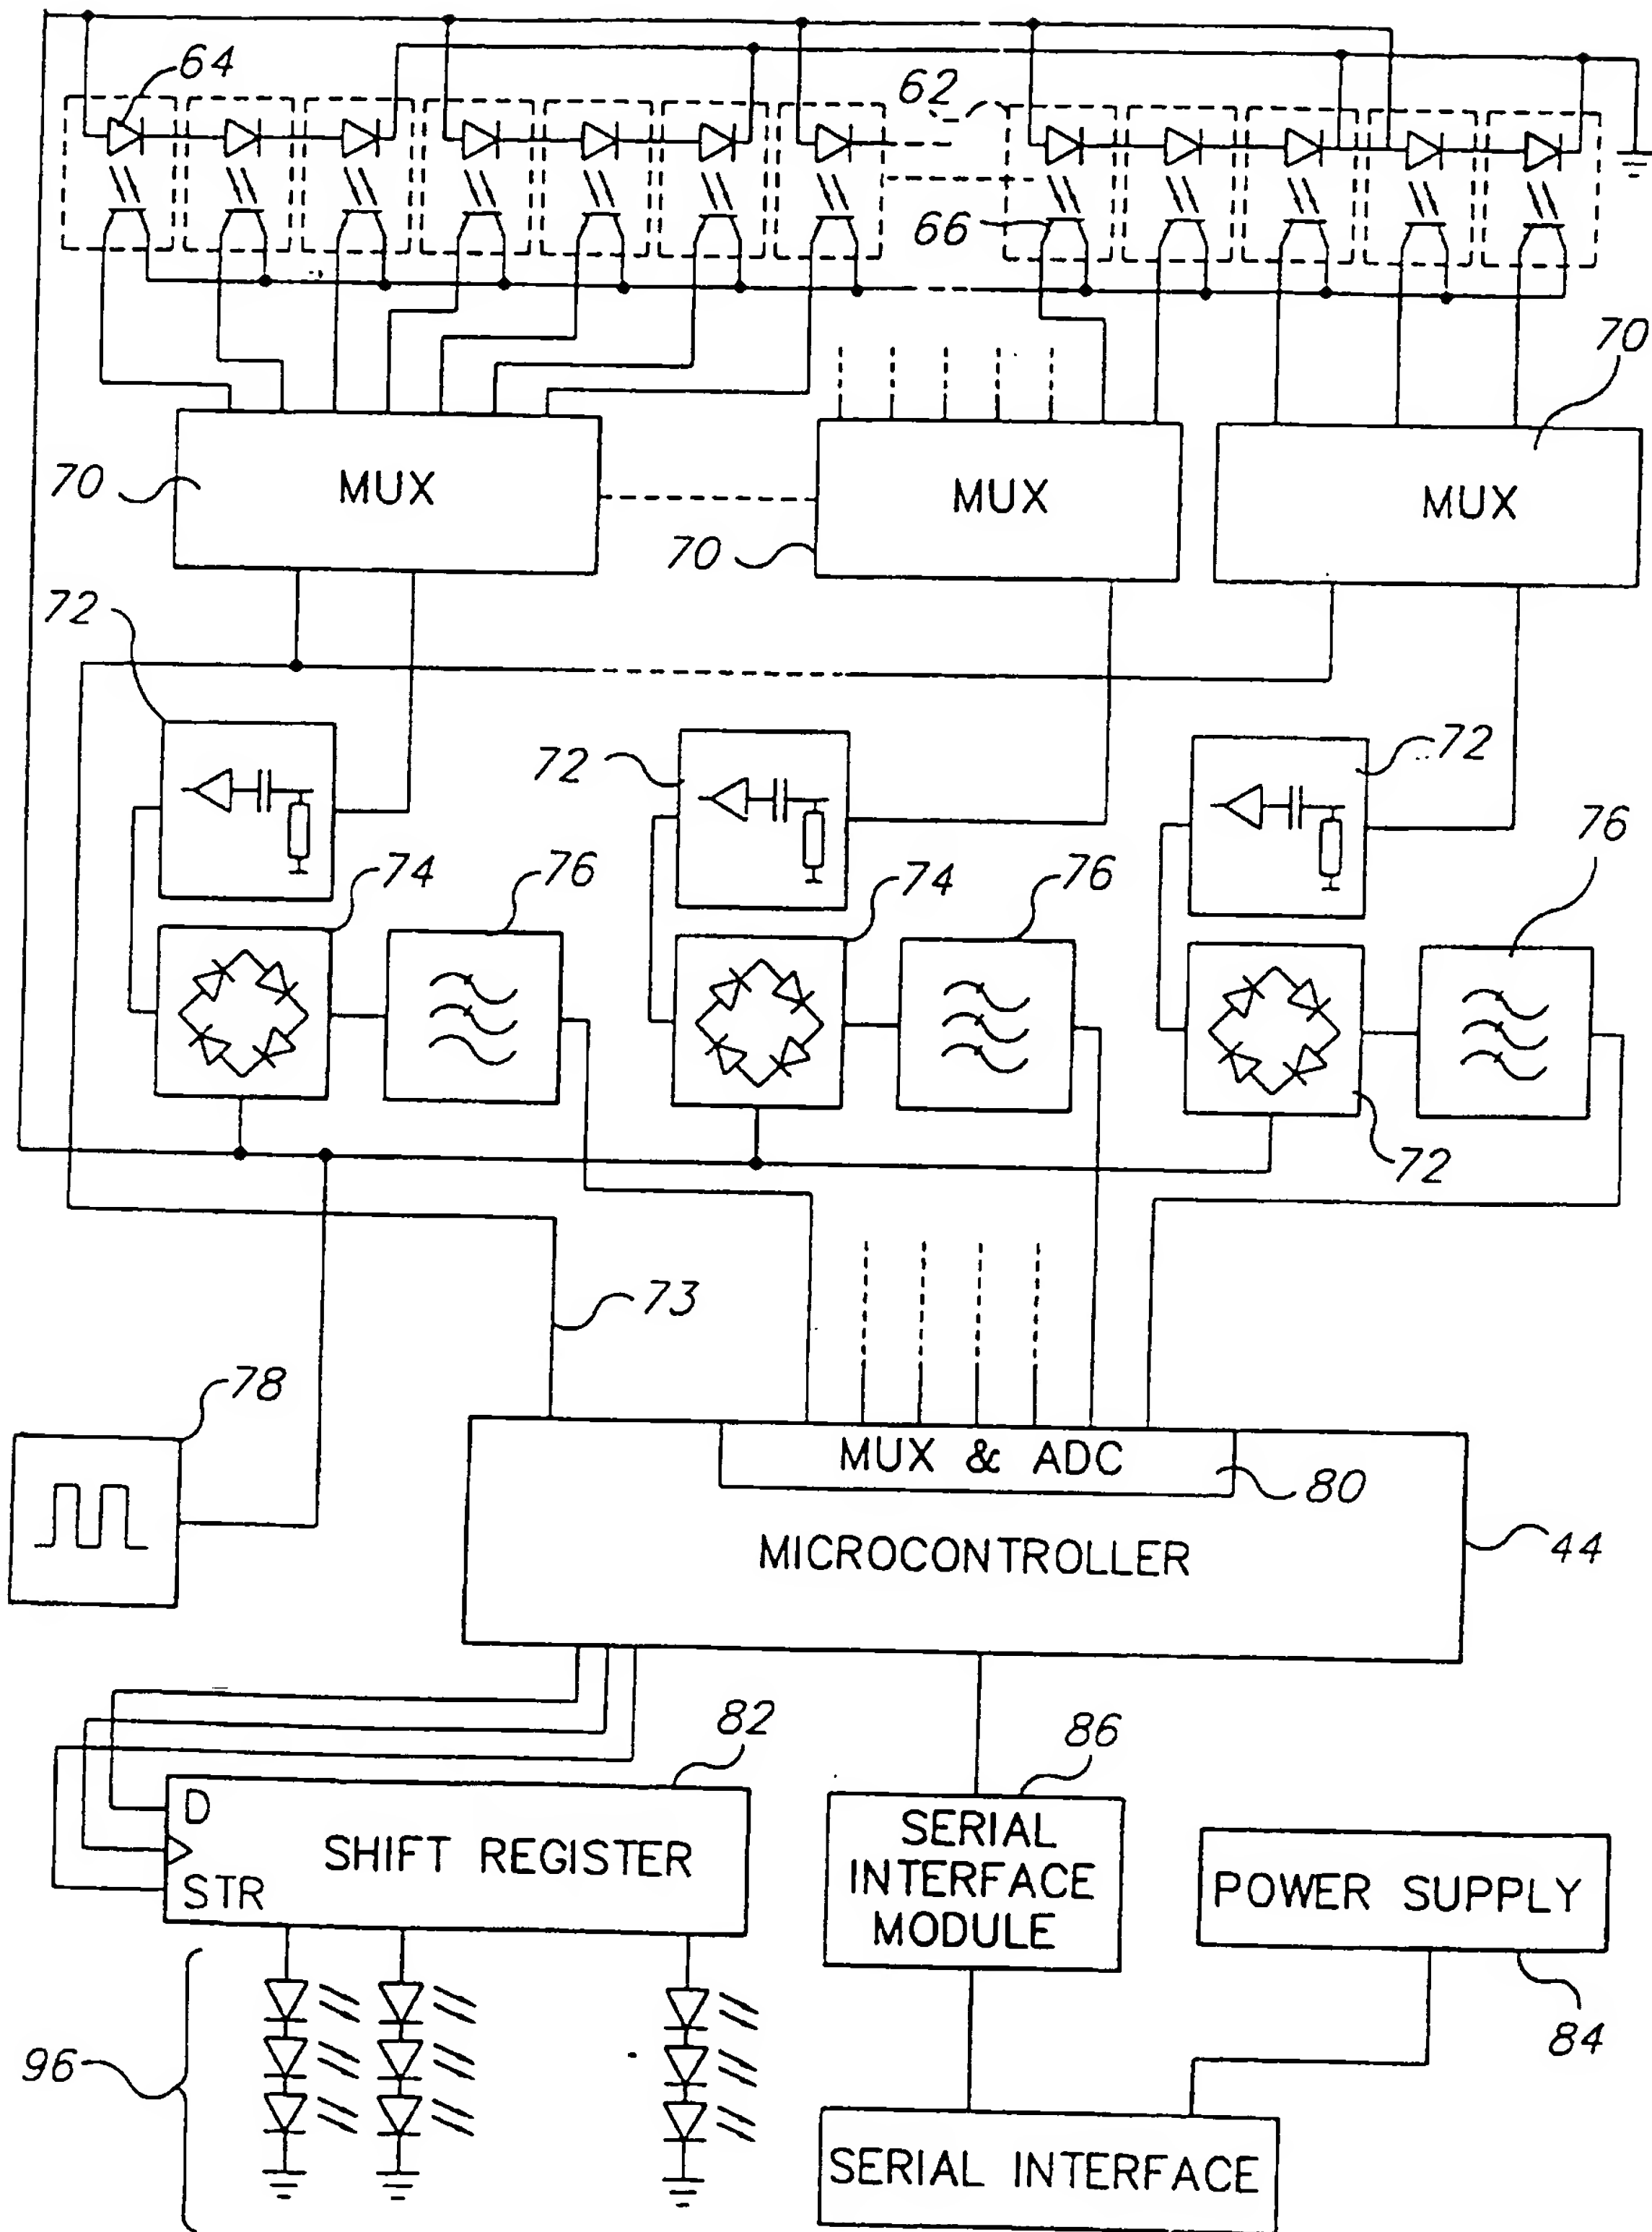 64
62
66
70
70 MUX
MUX
MUX
70
72
72
72
74
76
74
76
76
72
73
78
MUX & ADC
80
MICROCONTROLLER
44
82
86
D
SHIFT REGISTER
STR
SERIAL
INTERFACE
MODULE
POWER SUPPLY
84
96
SERIAL INTERFACE